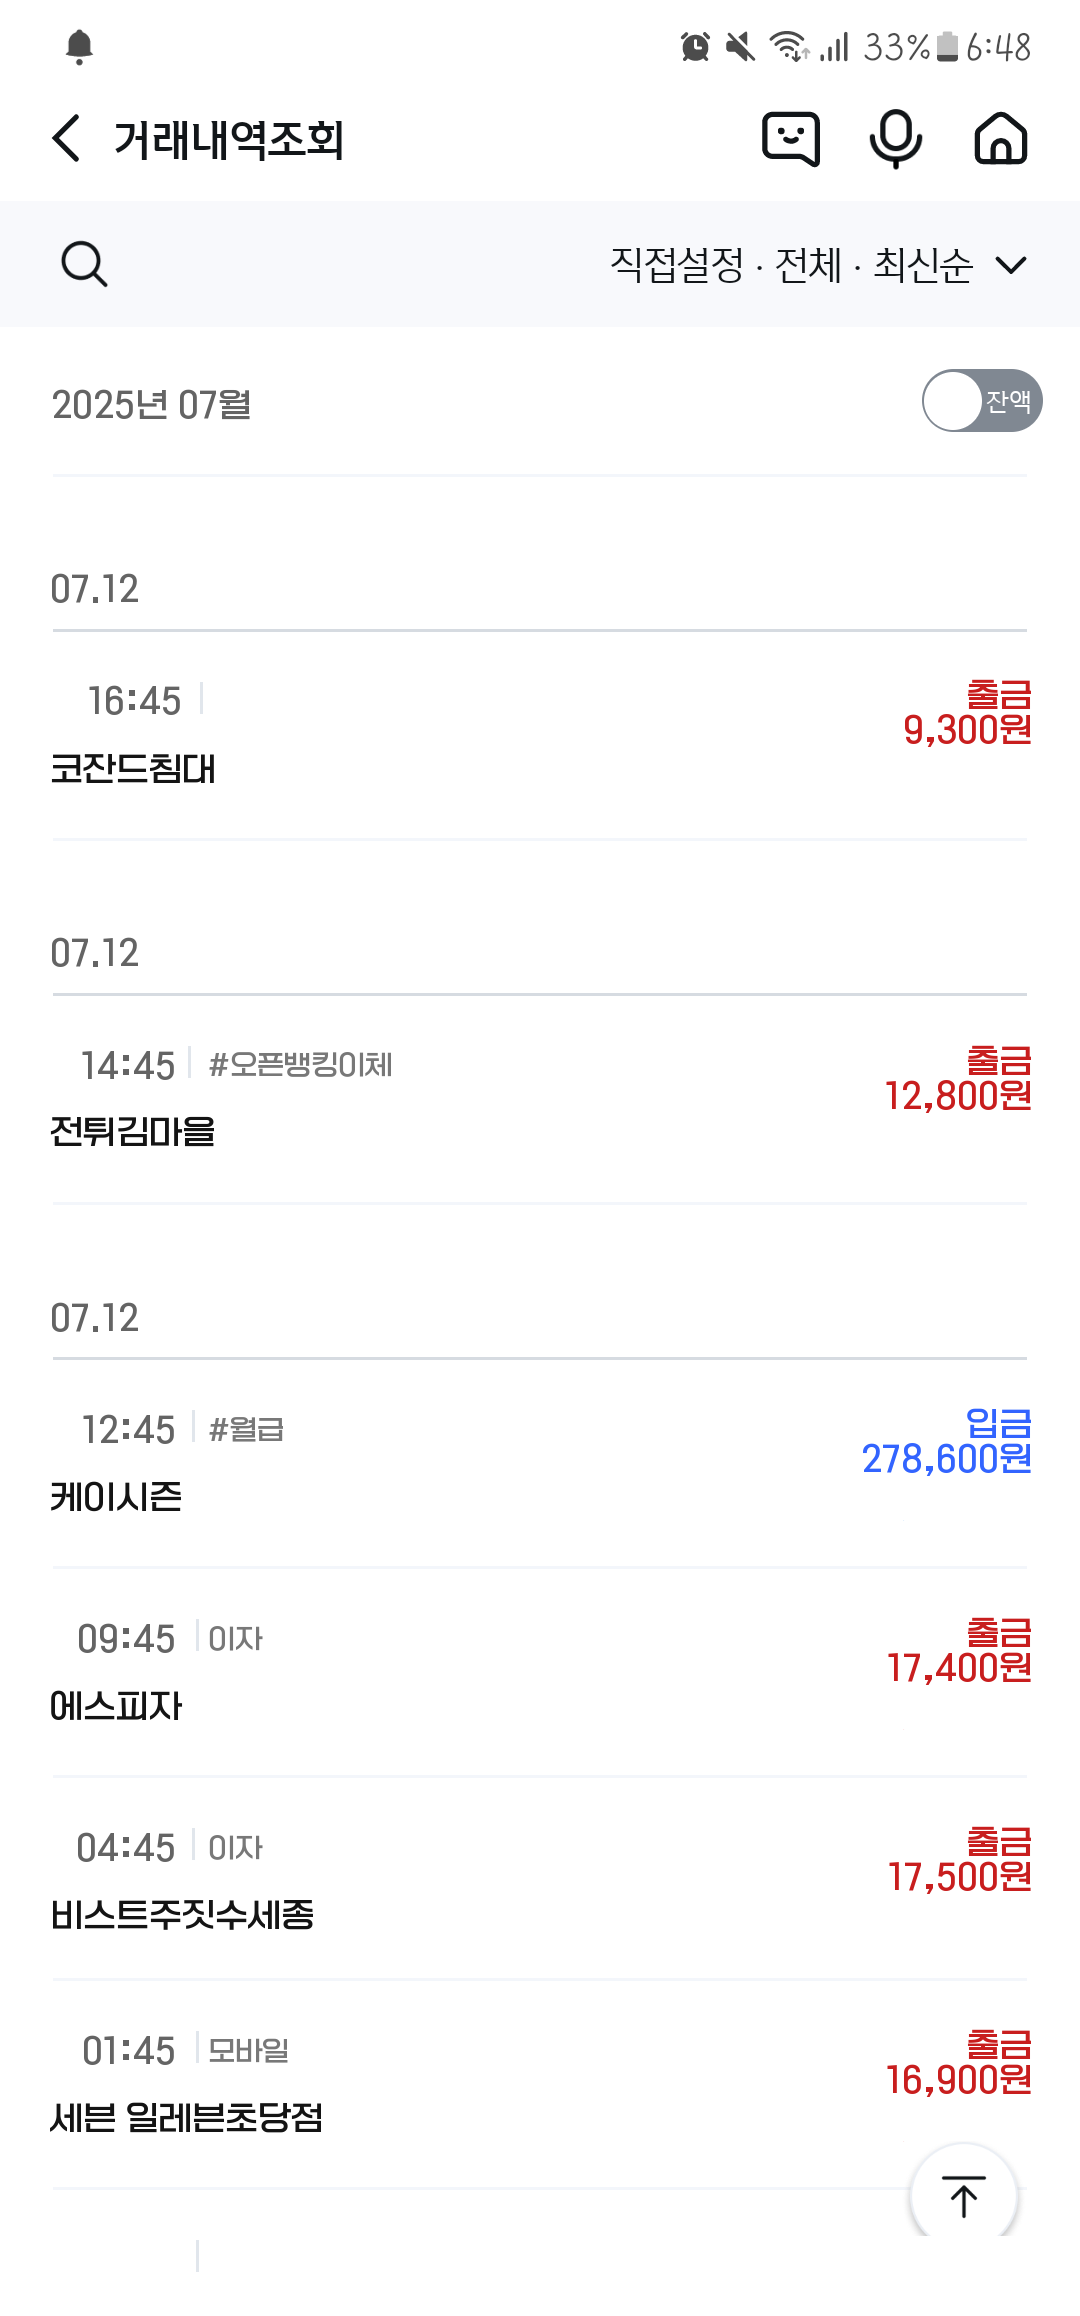 33% 6:48
거래내역조회
직접설정 · 전체 · 최신순
2025년 07월
잔액
07.12
16:45
출금
9,300원
코잔드침대
07.12
14:45 #오픈뱅킹이체
출금
12,800원
전튀김마을
07.12
12:45 #월급
입금
278,600원
케이시즌
09:45 이자
출금
17,400원
에스피자
04:45 이자
출금
17,500원
비스트주짓수세종
01:45 모바일
출금
16,900원
세븐 일레븐초당점